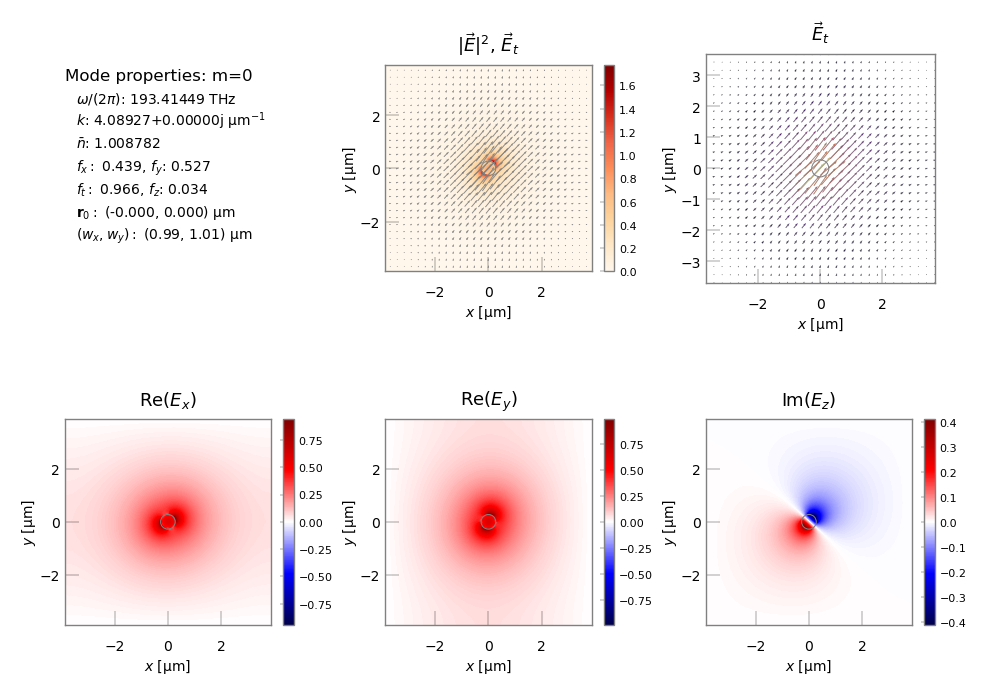 Mode properties: m=0
ω/(2π): 193.41449 THz
k: 4.08927+0.00000j μm⁻¹
n̄: 1.008782
fₓ: 0.439, f_y: 0.527
fₜ: 0.966, f_z: 0.034
r₀: (-0.000, 0.000) μm
(wₓ, w_y): (0.99, 1.01) μm
|E⃗|², E⃗ₜ
y [μm]
2
0
−2
−2 0 2
x [μm]
1.6
1.4
1.2
1.0
0.8
0.6
0.4
0.2
0.0
E⃗ₜ
y [μm]
3
2
1
0
−1
−2
−3
−2 0 2
x [μm]
Re(Eₓ)
y [μm]
2
0
−2
−2 0 2
x [μm]
0.75
0.50
0.25
0.00
−0.25
−0.50
−0.75
Re(E_y)
y [μm]
2
0
−2
−2 0 2
x [μm]
0.75
0.50
0.25
0.00
−0.25
−0.50
−0.75
Im(E_z)
y [μm]
2
0
−2
−2 0 2
x [μm]
0.4
0.3
0.2
0.1
0.0
−0.1
−0.2
−0.3
−0.4